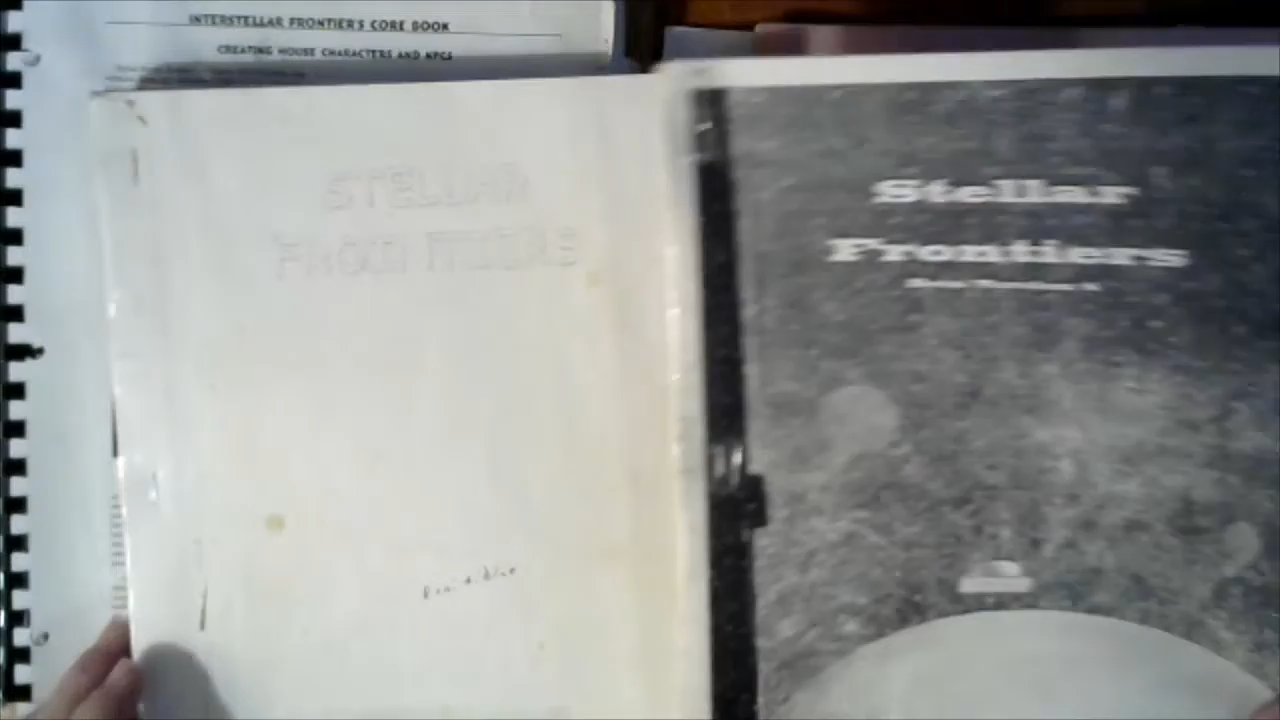 INTERSTELLAR FRONTIER'S CORE BOOK
CREATING HOUSE CHARACTERS AND NPCS
STELLAR
FRONTIERS
Stellar
Frontiers